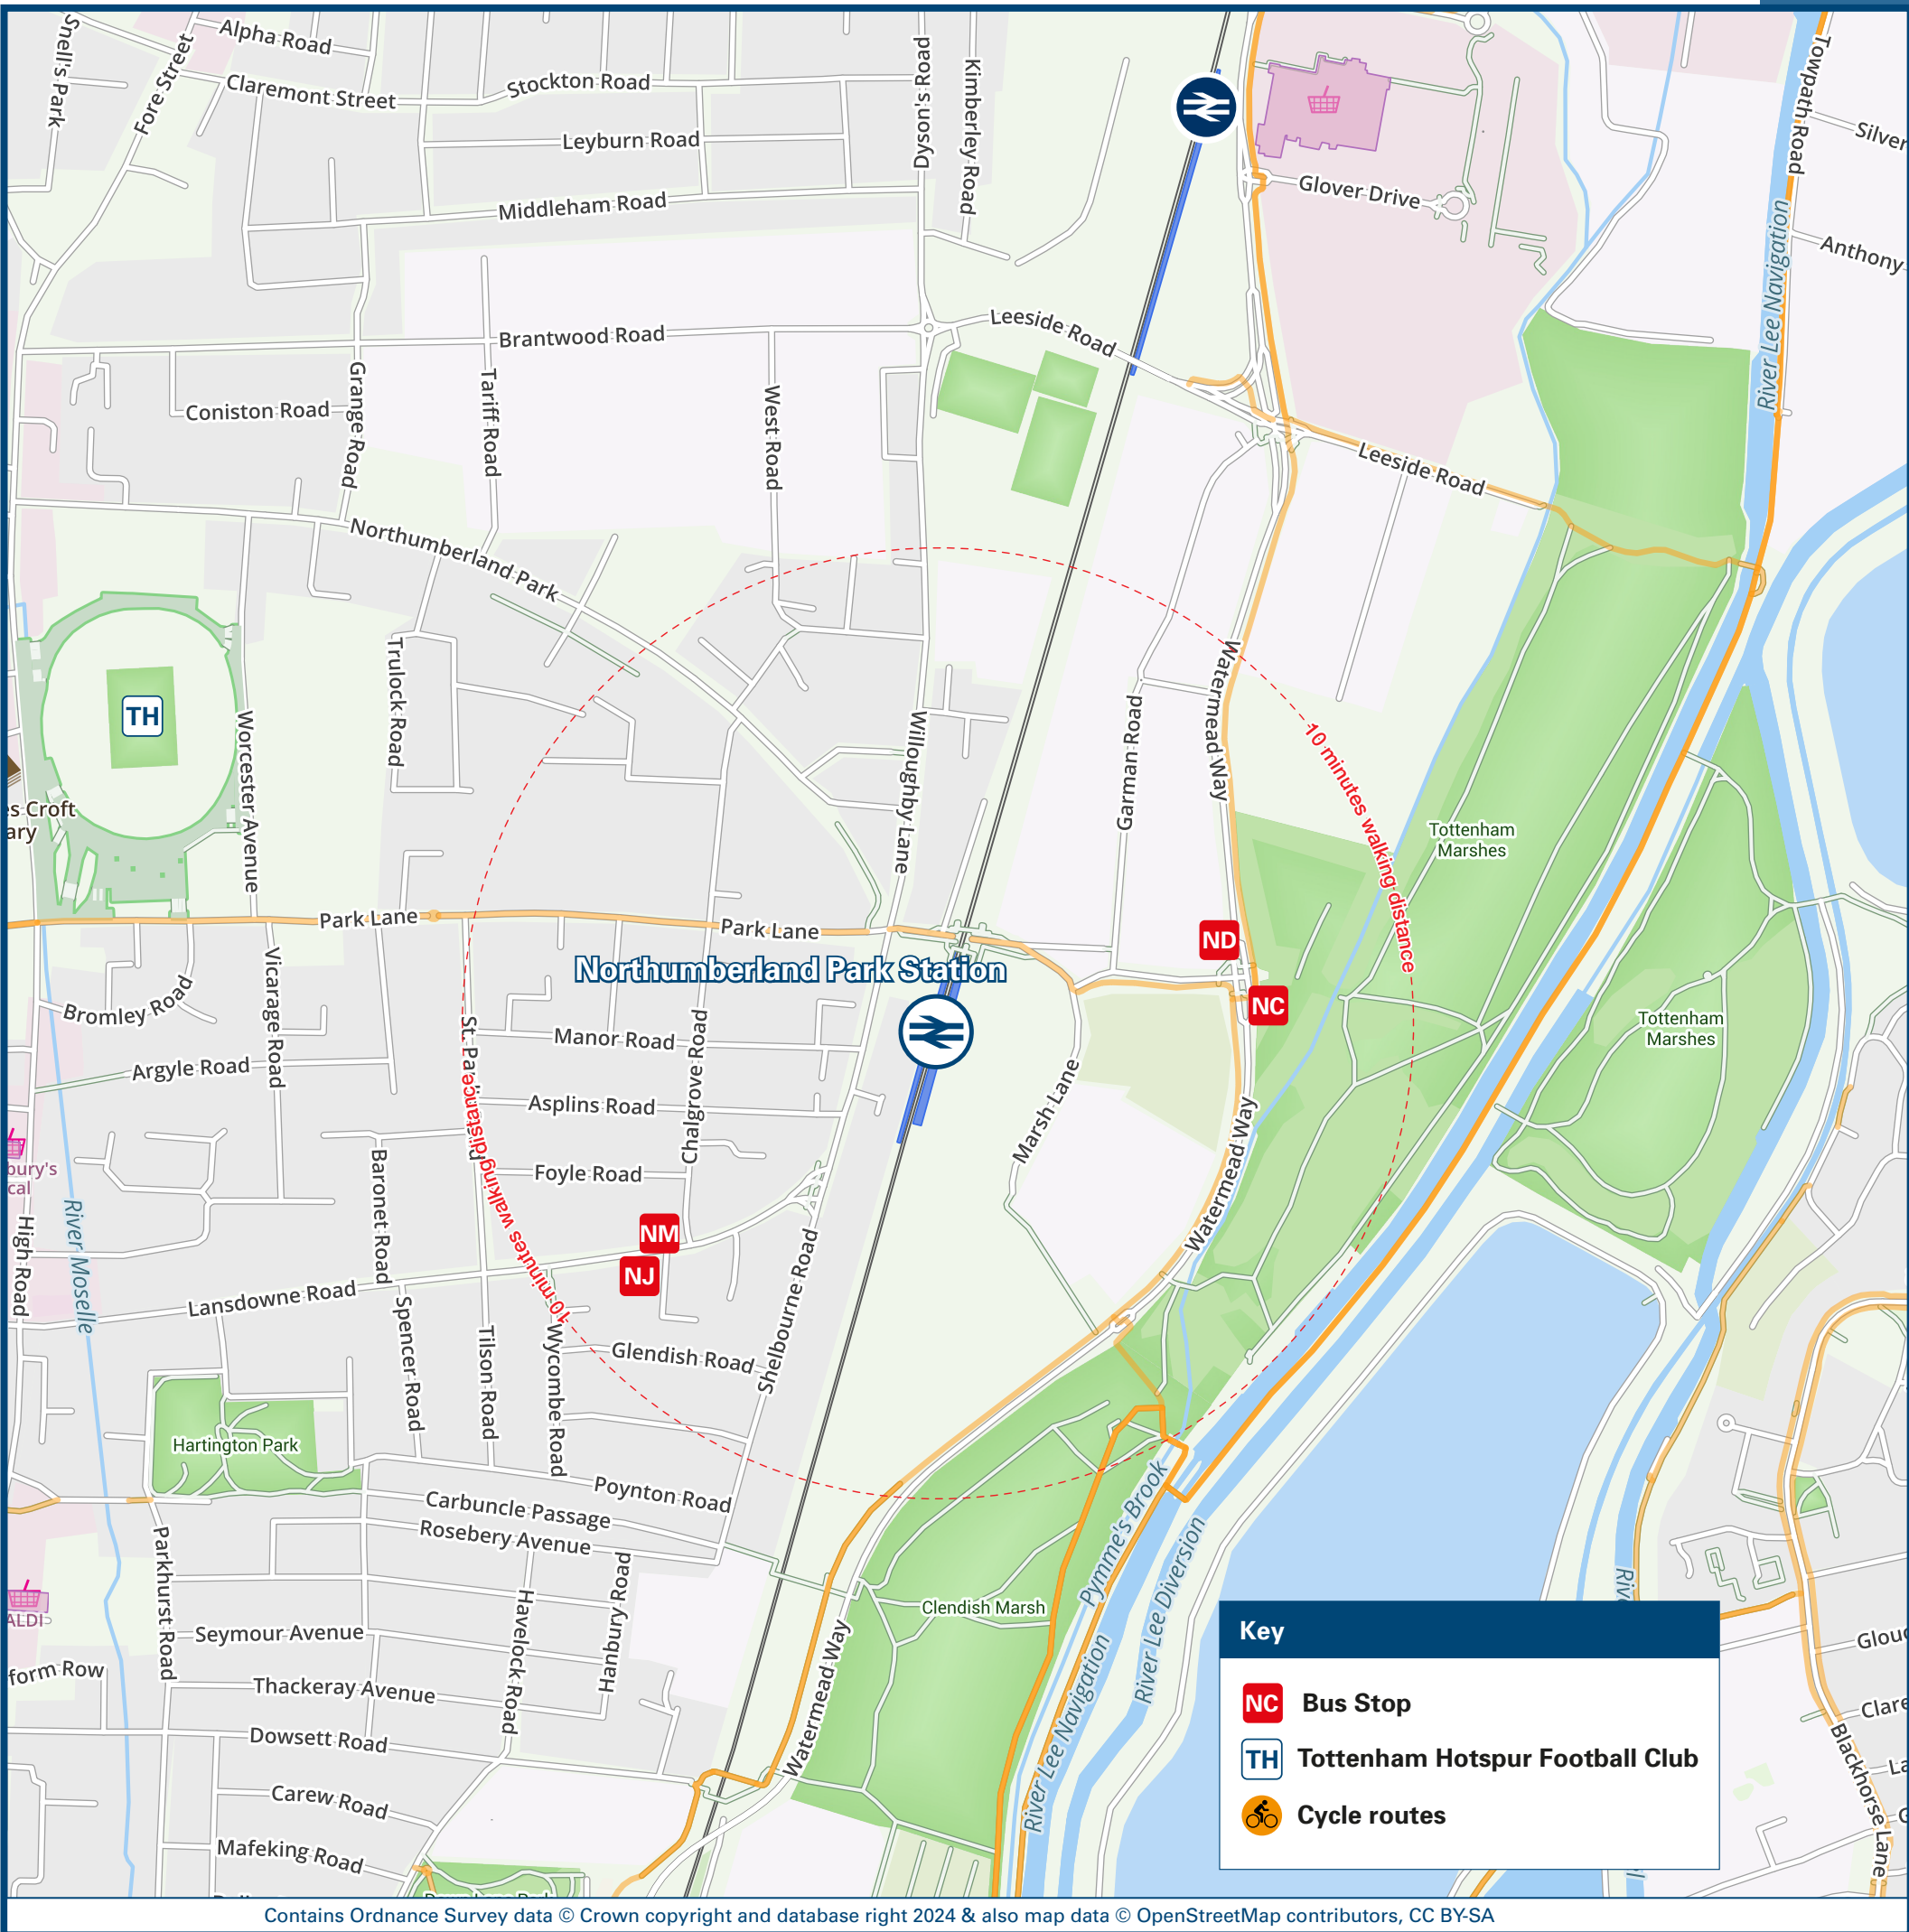 Snell's Park
Fore Street
Alpha Road
Claremont Street
Stockton Road
Leyburn Road
Middleham Road
Dyson's Road
Kimberley Road
Glover Drive
Towpath Road
Silver
Anthony
River Lee Navigation
Leeside Road
Brantwood Road
Coniston Road
Grange Road
Tariff Road
West Road
Leeside Road
Northumberland Park
TH
Trulock Road
Worcester Avenue
es Croft
ary
Willoughby Lane
Garman Road
Watermead Way
10 minutes walking distance
Tottenham
Marshes
Park Lane
Park Lane
ND
NC
Northumberland Park Station
Bromley Road
Vicarage Road
Argyle Road
Manor Road
Asplins Road
Chalgrove Road
Foyle Road
Marsh Lane
Tottenham
Marshes
Watermead Way
bury's
cal
High Road
River Moselle
Baronet Road
NM
NJ
10 minutes walking distance
Lansdowne Road
Spencer Road
Tilson Road
Wycombe Road
Glendish Road
Shelbourne Road
Hartington Park
Poynton Road
Carbuncle Passage
Rosebery Avenue
Parkhurst Road
Havelock Road
Hanbury Road
ALDI
Seymour Avenue
form Row
Thackeray Avenue
Dowsett Road
Carew Road
Mafeking Road
Watermead Way
Clendish Marsh
Pymme's Brook
River Lee Navigation
River Lee Diversion
Blackhorse Lane
Key
NC Bus Stop
TH Tottenham Hotspur Football Club
Cycle routes
Contains Ordnance Survey data © Crown copyright and database right 2024 & also map data © OpenStreetMap contributors, CC BY-SA